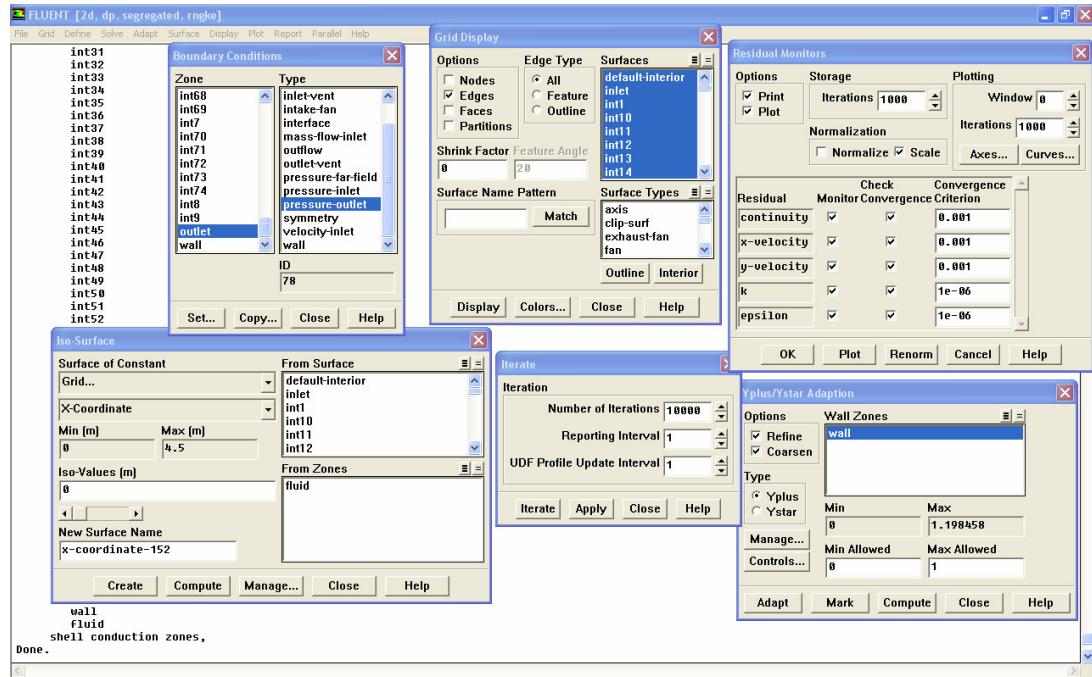 FLUENT [2d, dp, segregated, rngke]
File Grid Define Solve Adapt Surface Display Plot Report Parallel Help
int31
int32
int33
int34
int35
int36
int37
int38
int39
int40
int41
int42
int43
int44
int45
int46
int47
int48
int49
int50
int51
int52
Boundary Conditions
Zone Type
int68
int69
int7
int70
int71
int72
int73
int74
int8
int9
outlet
wall
inlet-vent
intake-fan
interface
mass-flow-inlet
outflow
outlet-vent
pressure-far-field
pressure-inlet
pressure-outlet
symmetry
velocity-inlet
wall
ID
78
Set... Copy... Close Help
Grid Display
Options Edge Type Surfaces
Nodes
Edges
Faces
Partitions
All
Feature
Outline
default-interior
inlet
int1
int10
int11
int12
int13
int14
Shrink Factor Feature Angle
0 20
Surface Name Pattern
Match
Surface Types
axis
clip-surf
exhaust-fan
fan
Outline Interior
Display Colors... Close Help
Residual Monitors
Options Storage Plotting
Print
Plot
Iterations 1000
Window 0
Iterations 1000
Normalization
Normalize Scale
Axes... Curves...
Check Convergence
Residual Monitor Convergence Criterion
continuity 0.001
x-velocity 0.001
y-velocity 0.001
k 1e-06
epsilon 1e-06
OK Plot Renorm Cancel Help
Iso-Surface
Surface of Constant
Grid...
X-Coordinate
Min (m) Max (m)
0 4.5
Iso-Values (m)
0
New Surface Name
x-coordinate-152
From Surface
default-interior
inlet
int1
int10
int11
int12
From Zones
fluid
Create Compute Manage... Close Help
Iterate
Iteration
Number of Iterations 10000
Reporting Interval 1
UDF Profile Update Interval 1
Iterate Apply Close Help
Yplus/Ystar Adaption
Options Wall Zones
Refine
Coarsen
wall
Type
Yplus
Ystar
Manage...
Controls...
Min Max
0 1.198458
Min Allowed Max Allowed
0 1
Adapt Mark Compute Close Help
wall
fluid
shell conduction zones,
Done.